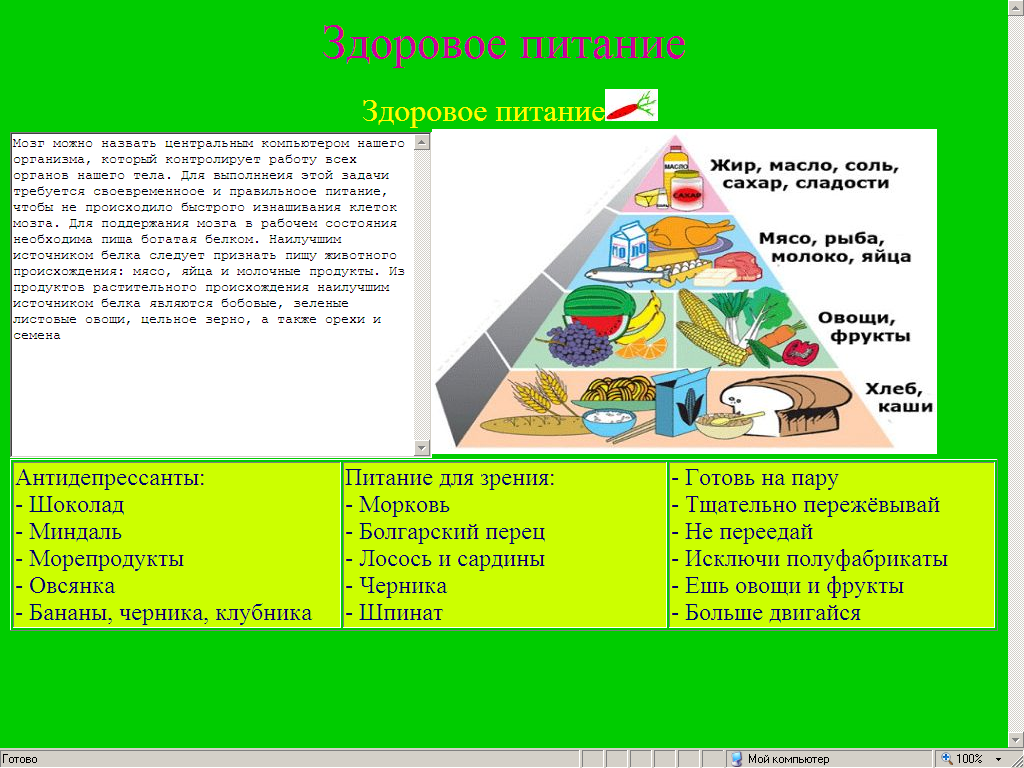 Здоровое питание
Здоровое питание
Мозг можно назвать центральным компьютером нашего
организма, который контролирует работу всех
органов нашего тела. Для выполннеия этой задачи
требуется своевременноое и правильноое питание,
чтобы не происходило быстрого изнашивания клеток
мозга. Для поддержания мозга в рабочем состояния
необходима пища богатая белком. Наилучшим
источником белка следует признать пищу животного
происхождения: мясо, яйца и молочные продукты. Из
продуктов растительного происхождения наилучшим
источником белка являются бобовые, зеленые
листовые овощи, цельное зерно, а также орехи и
семена
МАСЛО
САХАР
Жир, масло, соль,
сахар, сладости
МОЛО
Мясо, рыба,
молоко, яйца
Овощи,
фрукты
Хлеб,
каши
Антидепрессанты:
- Шоколад
- Миндаль
- Морепродукты
- Овсянка
- Бананы, черника, клубника
Питание для зрения:
- Морковь
- Болгарский перец
- Лосось и сардины
- Черника
- Шпинат
- Готовь на пару
- Тщательно пережёвывай
- Не переедай
- Исключи полуфабрикаты
- Ешь овощи и фрукты
- Больше двигайся
Готово
Мой компьютер
100%